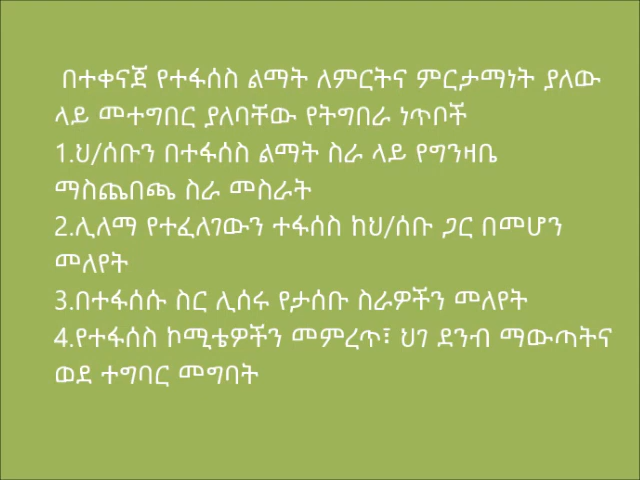 በተቀናጀ የተፋሰስ ልማት ለምርትና ምርታማነት ያለው
ላይ መተግበር ያለባቸው የትግበራ ነጥቦች
1.ህ/ሰቡን በተፋሰስ ልማት ስራ ላይ የግንዛቤ
ማስጨበጫ ስራ መስራት
2.ሊለማ የተፈለገውን ተፋሰስ ከህ/ሰቡ ጋር በመሆን
መለየት
3.በተፋሰሱ ስር ሊሰሩ የታሰቡ ስራዎችን መለየት
4.የተፋሰስ ኮሚቴዎችን መምረጥ፣ ህገ ደንብ ማውጣትና
ወደ ተግባር መግባት